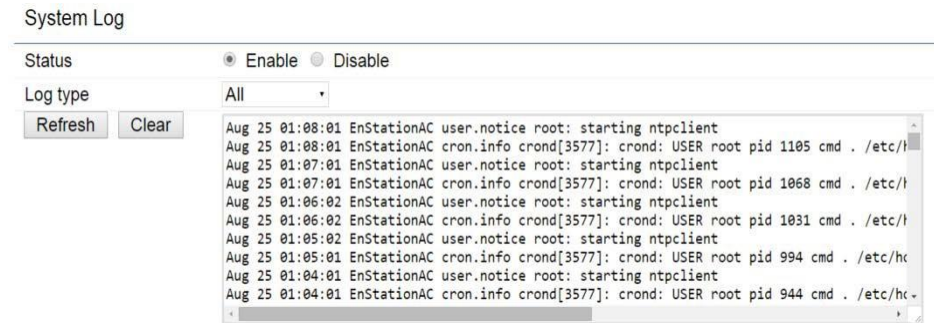 System Log
Status Enable Disable
Log type All
Refresh Clear
Aug 25 01:08:01 EnStationAC user.notice root: starting ntpclient
Aug 25 01:08:01 EnStationAC cron.info crond[3577]: crond: USER root pid 1105 cmd . /etc/h
Aug 25 01:07:01 EnStationAC user.notice root: starting ntpclient
Aug 25 01:07:01 EnStationAC cron.info crond[3577]: crond: USER root pid 1068 cmd . /etc/h
Aug 25 01:06:02 EnStationAC user.notice root: starting ntpclient
Aug 25 01:06:02 EnStationAC cron.info crond[3577]: crond: USER root pid 1031 cmd . /etc/h
Aug 25 01:05:02 EnStationAC user.notice root: starting ntpclient
Aug 25 01:05:01 EnStationAC cron.info crond[3577]: crond: USER root pid 994 cmd . /etc/ho
Aug 25 01:04:01 EnStationAC user.notice root: starting ntpclient
Aug 25 01:04:01 EnStationAC cron.info crond[3577]: crond: USER root pid 944 cmd . /etc/ho